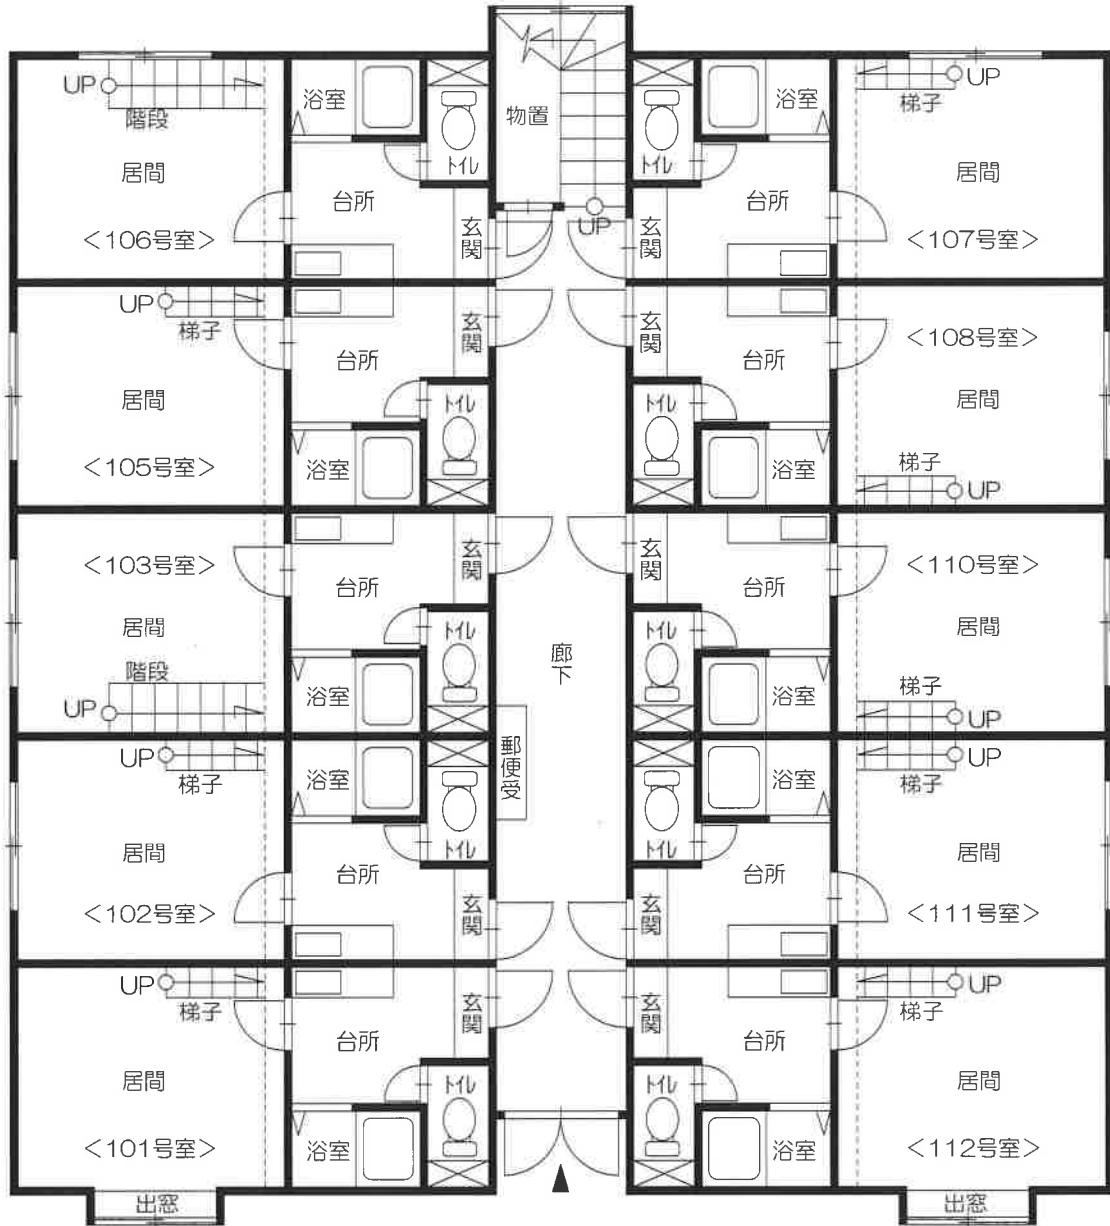 UP
階段
居間
<106号室>
浴室
トイレ
台所
玄関
物置
UP
トイレ
浴室
台所
玄関
UP
梯子
居間
<107号室>
UP
梯子
居間
<105号室>
台所
玄関
トイレ
浴室
玄関
台所
トイレ
浴室
<108号室>
居間
梯子
UP
<103号室>
居間
階段
UP
台所
玄関
トイレ
浴室
廊下
玄関
台所
トイレ
浴室
<110号室>
居間
梯子
UP
UP
梯子
居間
<102号室>
浴室
トイレ
台所
玄関
郵便受
トイレ
浴室
台所
玄関
UP
梯子
居間
<111号室>
UP
梯子
居間
<101号室>
出窓
台所
玄関
トイレ
浴室
玄関
台所
トイレ
浴室
UP
梯子
居間
<112号室>
出窓